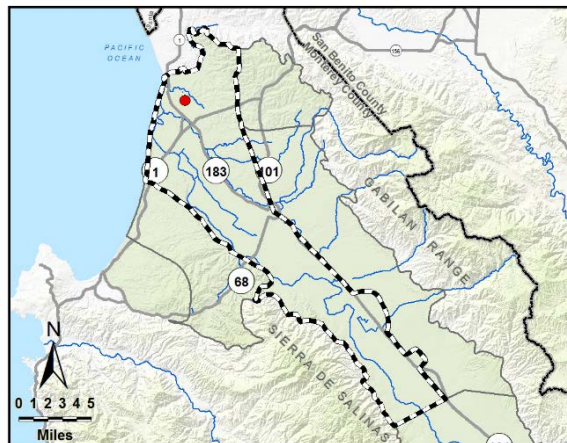 1
PACIFIC
OCEAN
156
San Benito County
Monterey County
1
183
101
GABILAN RANGE
68
SIERRA DE SALINAS
N
0 1 2 3 4 5
Miles